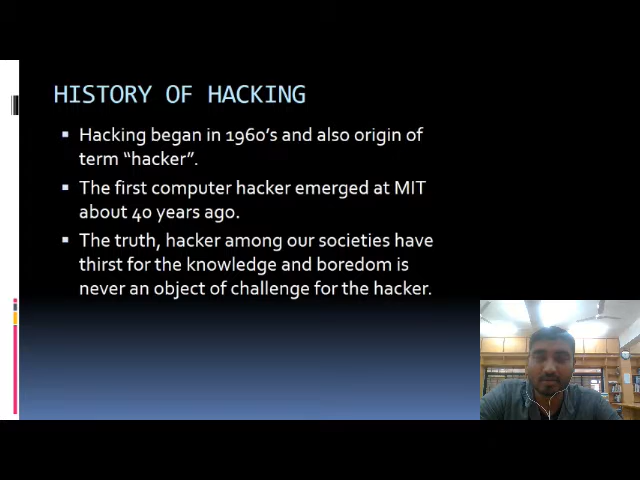 HISTORY OF HACKING
▪ Hacking began in 1960's and also origin of
term “hacker”.
▪ The first computer hacker emerged at MIT
about 40 years ago.
▪ The truth, hacker among our societies have
thirst for the knowledge and boredom is
never an object of challenge for the hacker.